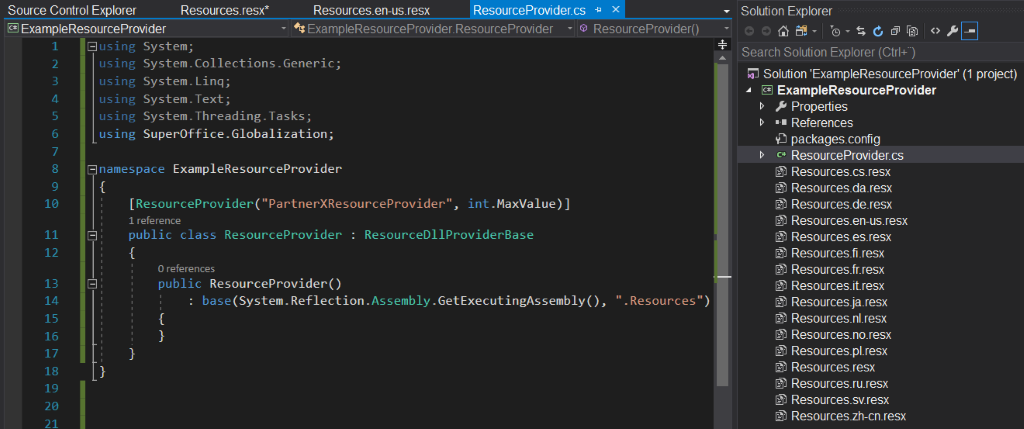 Source Control Explorer Resources.resx* Resources.en-us.resx ResourceProvider.cs
ExampleResourceProvider ExampleResourceProvider.ResourceProvider ResourceProvider()
1 using System;
2 using System.Collections.Generic;
3 using System.Linq;
4 using System.Text;
5 using System.Threading.Tasks;
6 using SuperOffice.Globalization;
7
8 namespace ExampleResourceProvider
9 {
10 [ResourceProvider("PartnerXResourceProvider", int.MaxValue)]
1 reference
11 public class ResourceProvider : ResourceDllProviderBase
12 {
0 references
13 public ResourceProvider()
14 : base(System.Reflection.Assembly.GetExecutingAssembly(), ".Resources")
15 {
16 }
17 }
18 }
19
20
21
Solution Explorer
Search Solution Explorer (Ctrl+¨)
Solution 'ExampleResourceProvider' (1 project)
C# ExampleResourceProvider
Properties
References
packages.config
C# ResourceProvider.cs
Resources.cs.resx
Resources.da.resx
Resources.de.resx
Resources.en-us.resx
Resources.es.resx
Resources.fi.resx
Resources.fr.resx
Resources.it.resx
Resources.ja.resx
Resources.nl.resx
Resources.no.resx
Resources.pl.resx
Resources.resx
Resources.ru.resx
Resources.sv.resx
Resources.zh-cn.resx